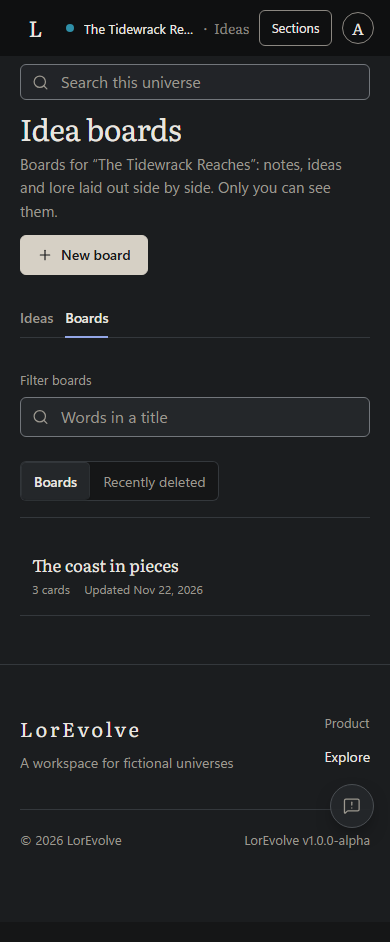 L The Tidewrack Re... · Ideas Sections A
Search this universe
Idea boards
Boards for “The Tidewrack Reaches”: notes, ideas
and lore laid out side by side. Only you can see
them.
+ New board
Ideas Boards
Filter boards
Words in a title
Boards Recently deleted
The coast in pieces
3 cards Updated Nov 22, 2026
LorEvolve
A workspace for fictional universes
Product
Explore
© 2026 LorEvolve LorEvolve v1.0.0-alpha